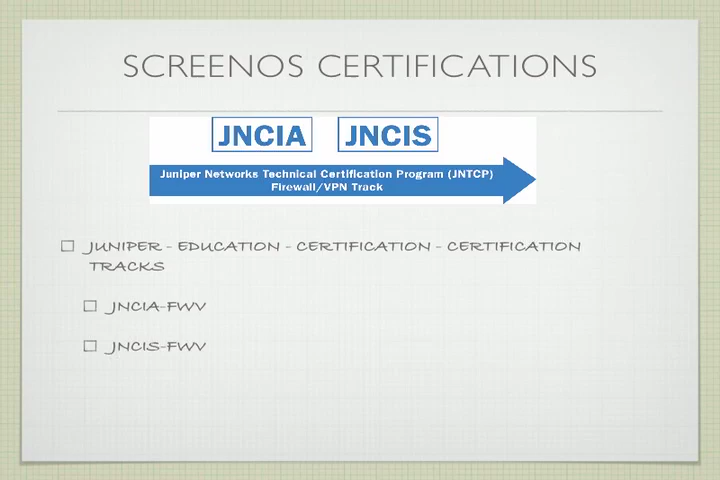 SCREENOS CERTIFICATIONS
JNCIA JNCIS
Juniper Networks Technical Certification Program (JNTCP)
Firewall/VPN Track
JUNIPER - EDUCATION - CERTIFICATION - CERTIFICATION
TRACKS
JNCIA-FWV
JNCIS-FWV